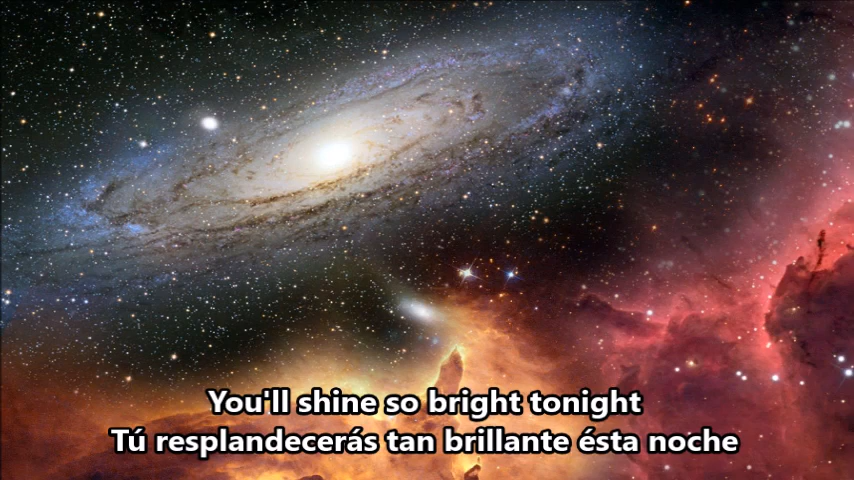 You'll shine so bright tonight
Tú resplandecerás tan brillante ésta noche